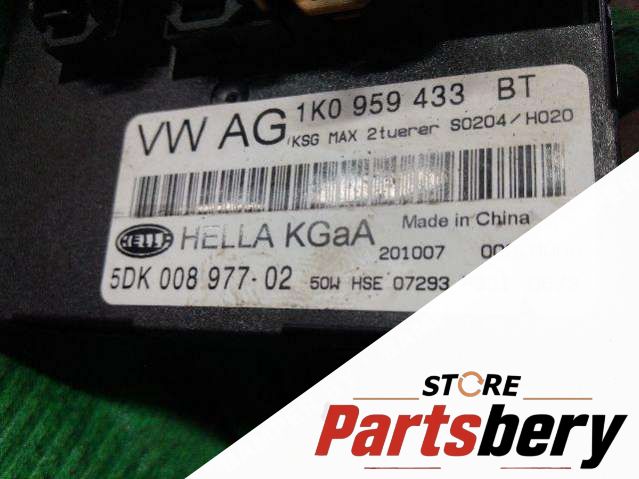 VW AG 1K0 959 433 BT
KSG MAX 2tuerer S0204/H020
HELLA
HELLA KGaA
Made in China
201007
5DK 008 977-02
50W HSE 07293
STORE
Partsbery